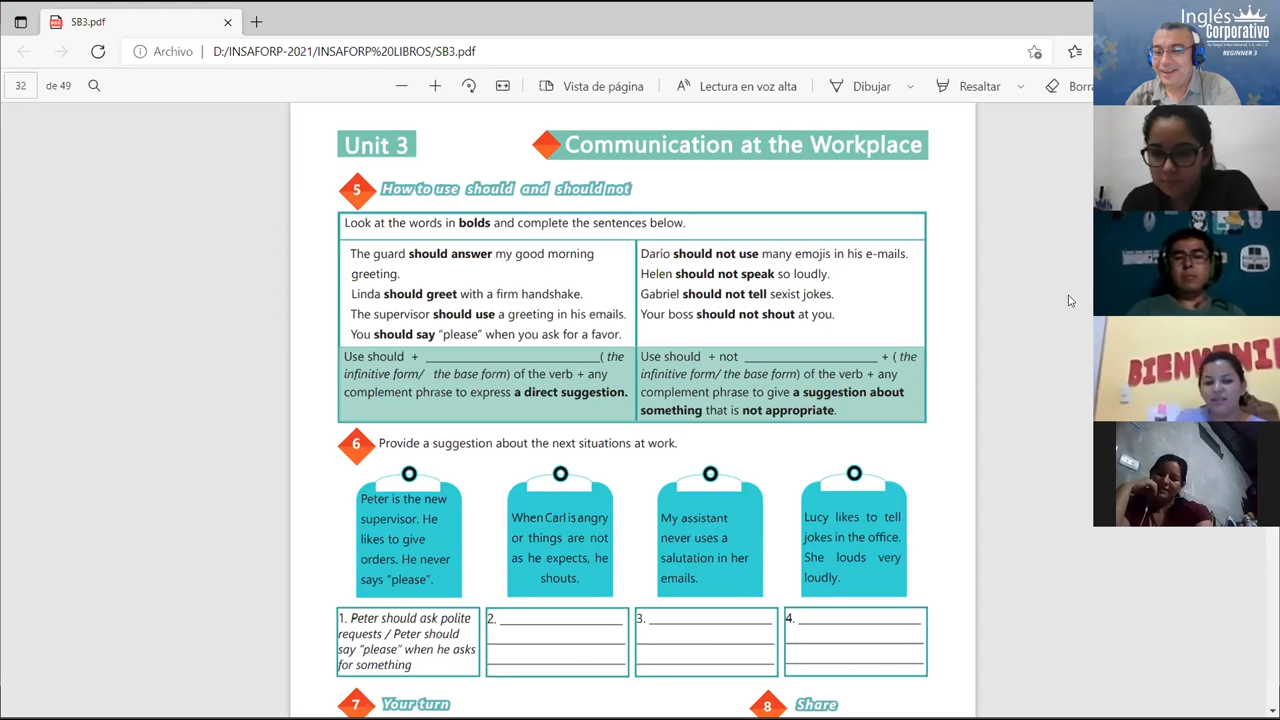 SB3.pdf
Archivo
D:/INSAFORP-2021/INSAFORP%20LIBROS/SB3.pdf
32
de 49
Vista de página
Lectura en voz alta
Dibujar
Resaltar
Borra
Inglés
Corporativo
BEGINNER 3
BIENVENI
Unit 3
Communication at the Workplace
5
How to use should and should not
Look at the words in bolds and complete the sentences below.
The guard should answer my good morning
greeting.
Linda should greet with a firm handshake.
The supervisor should use a greeting in his emails.
You should say “please” when you ask for a favor.
Darío should not use many emojis in his e-mails.
Helen should not speak so loudly.
Gabriel should not tell sexist jokes.
Your boss should not shout at you.
Use should + ______________________( the
infinitive form/ the base form) of the verb + any
complement phrase to express a direct suggestion.
Use should + not _________________ + ( the
infinitive form/ the base form) of the verb + any
complement phrase to give a suggestion about
something that is not appropriate.
6
Provide a suggestion about the next situations at work.
Peter is the new
supervisor. He
likes to give
orders. He never
says “please”.
When Carl is angry
or things are not
as he expects, he
shouts.
My assistant
never uses a
salutation in her
emails.
Lucy likes to tell
jokes in the office.
She louds very
loudly.
1. Peter should ask polite
requests / Peter should
say “please” when he asks
for something
2. ________________
3. ________________
4. ________________
7
Your turn
8
Share